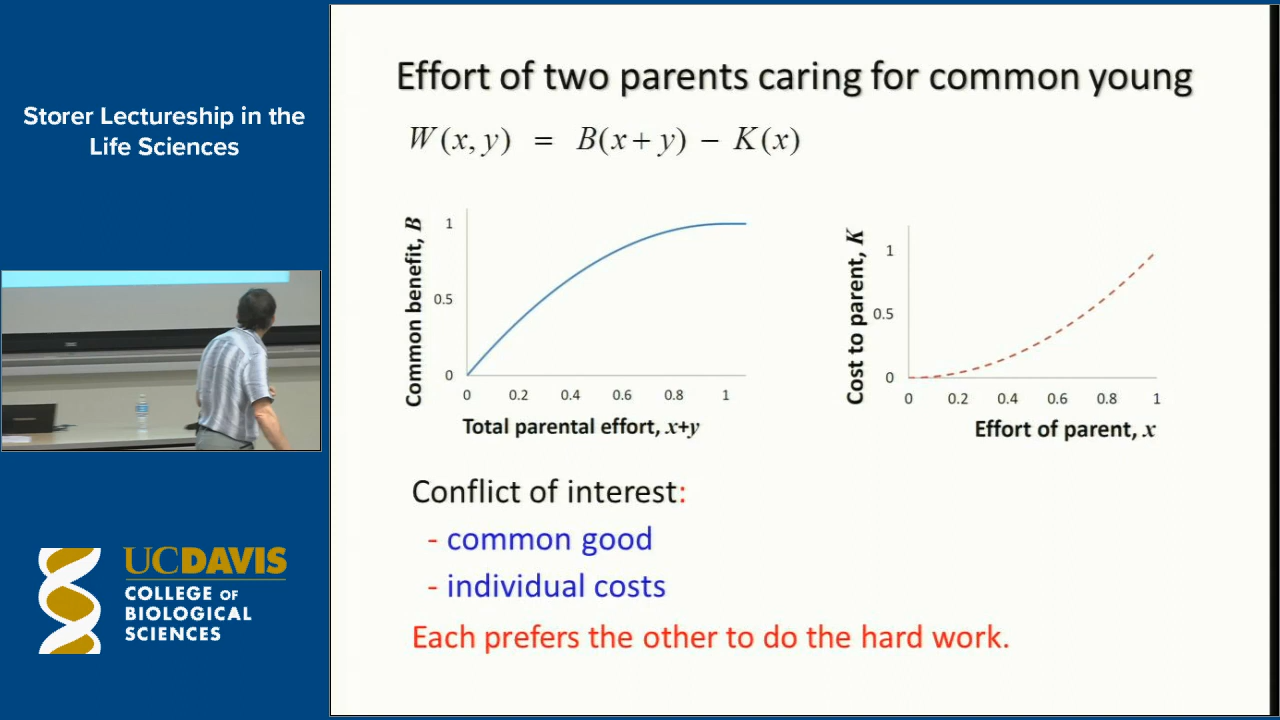 Storer Lectureship in the
Life Sciences
UCDAVIS
COLLEGE OF
BIOLOGICAL
SCIENCES
Effort of two parents caring for common young
W(x, y) = B(x + y) − K(x)
Common benefit, B
1
0.5
0
0 0.2 0.4 0.6 0.8 1
Total parental effort, x+y
Cost to parent, K
1
0.5
0
0 0.2 0.4 0.6 0.8 1
Effort of parent, x
Conflict of interest:
- common good
- individual costs
Each prefers the other to do the hard work.